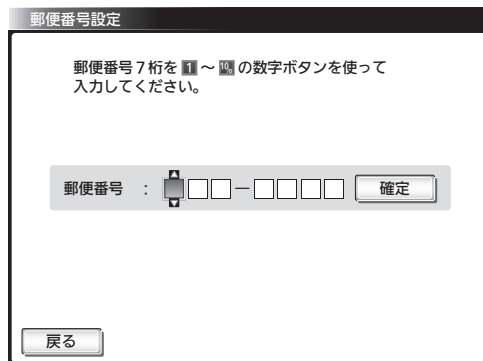 郵便番号設定
郵便番号7桁を 1 ~ 10 の数字ボタンを使って
入力してください。
郵便番号 : - 確定
戻る